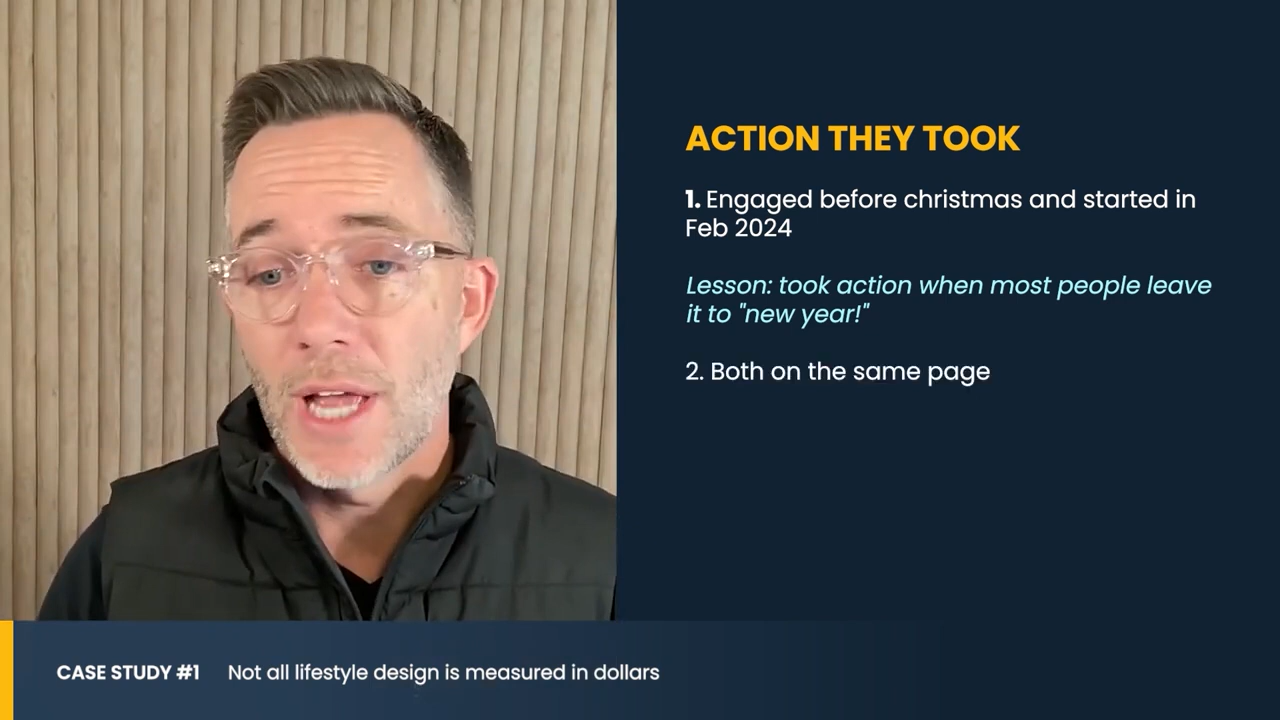 ACTION THEY TOOK
1. Engaged before christmas and started in
Feb 2024
Lesson: took action when most people leave
it to "new year!"
2. Both on the same page
CASE STUDY #1 Not all lifestyle design is measured in dollars